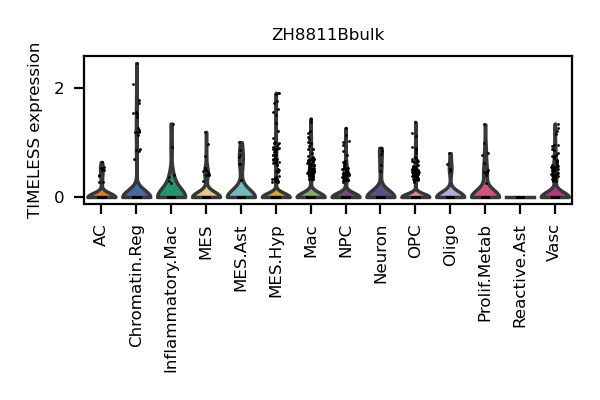 ZH8811Bbulk
TIMELESS expression
2
0
AC
Chromatin.Reg
Inflammatory.Mac
MES
MES.Ast
MES.Hyp
Mac
NPC
Neuron
OPC
Oligo
Prolif.Metab
Reactive.Ast
Vasc